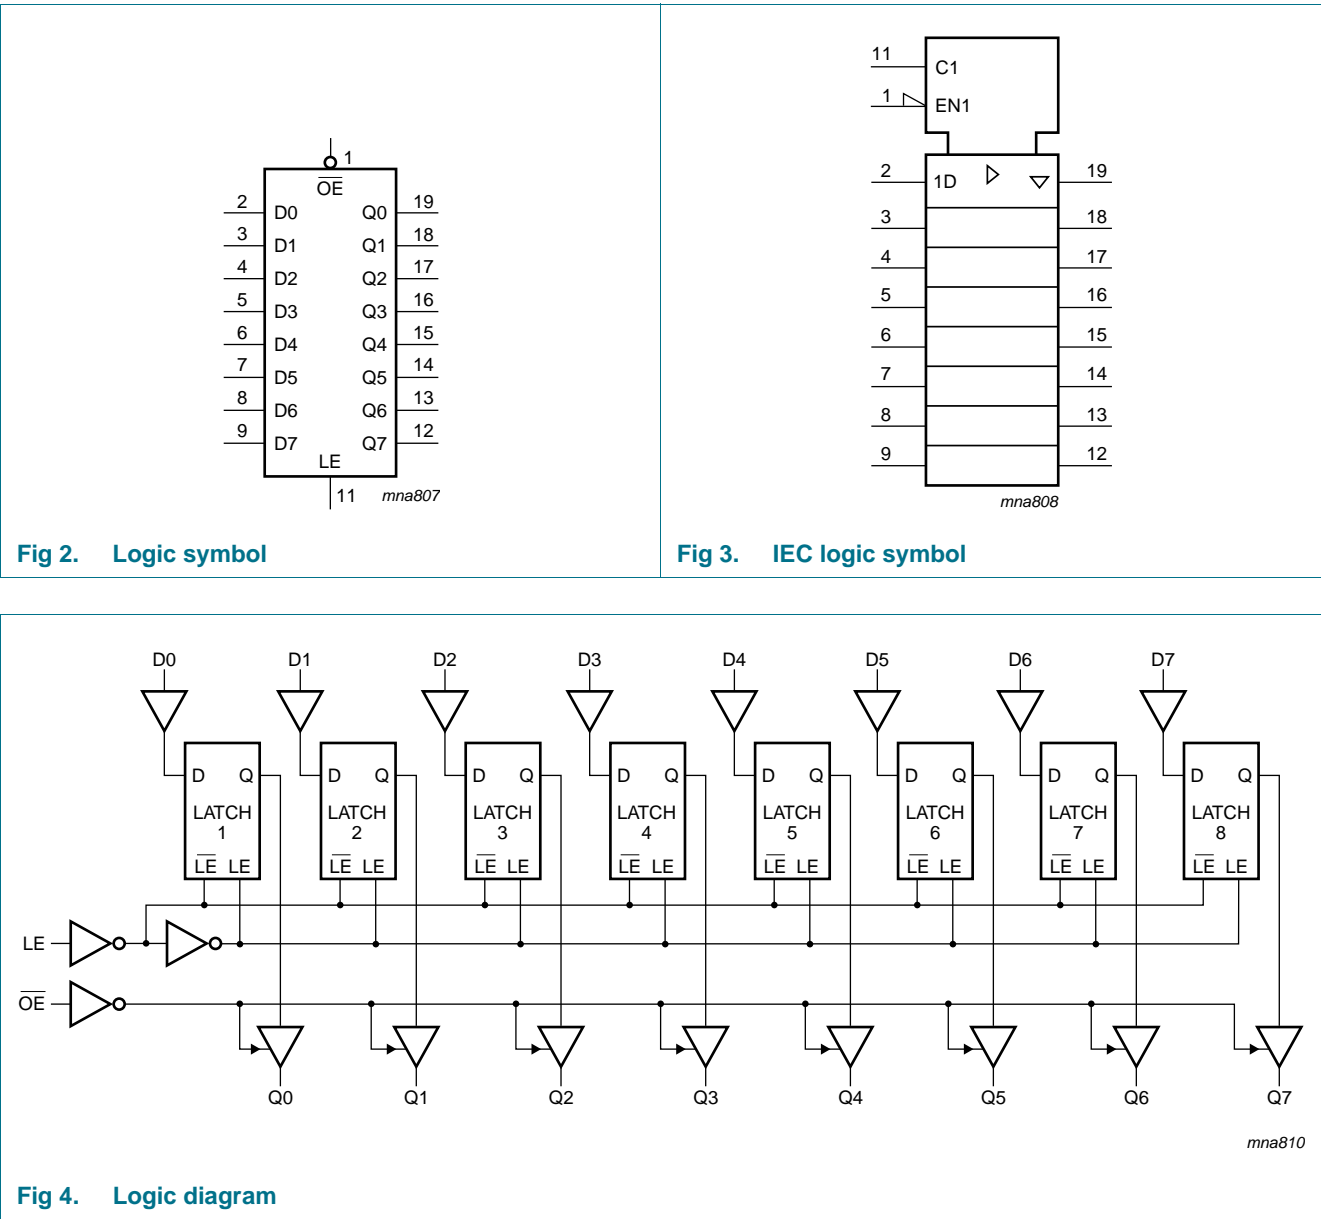 1
OE
2 D0 Q0 19
3 D1 Q1 18
4 D2 Q2 17
5 D3 Q3 16
6 D4 Q4 15
7 D5 Q5 14
8 D6 Q6 13
9 D7 Q7 12
LE
11 mna807
Fig 2. Logic symbol
11 C1
1 EN1
2 1D 19
3 18
4 17
5 16
6 15
7 14
8 13
9 12
mna808
Fig 3. IEC logic symbol
D0 D1 D2 D3 D4 D5 D6 D7
D Q D Q D Q D Q D Q D Q D Q D Q
LATCH LATCH LATCH LATCH LATCH LATCH LATCH LATCH
1 2 3 4 5 6 7 8
LE LE LE LE LE LE LE LE LE LE LE LE LE LE LE LE
LE
OE
Q0 Q1 Q2 Q3 Q4 Q5 Q6 Q7
mna810
Fig 4. Logic diagram